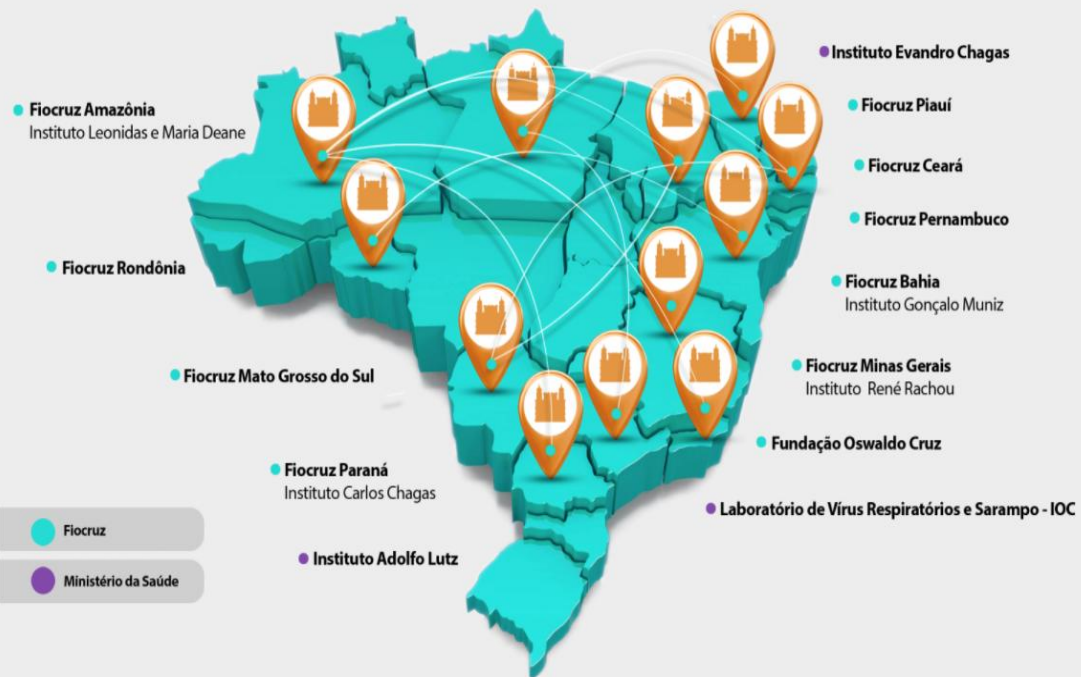 Instituto Evandro Chagas
Fiocruz Amazônia
Instituto Leonidas e Maria Deane
Fiocruz Piauí
Fiocruz Ceará
Fiocruz Pernambuco
Fiocruz Rondônia
Fiocruz Bahia
Instituto Gonçalo Muniz
Fiocruz Mato Grosso do Sul
Fiocruz Minas Gerais
Instituto René Rachou
Fundação Oswaldo Cruz
Fiocruz Paraná
Instituto Carlos Chagas
Laboratório de Vírus Respiratórios e Sarampo - IOC
Fiocruz
Instituto Adolfo Lutz
Ministério da Saúde